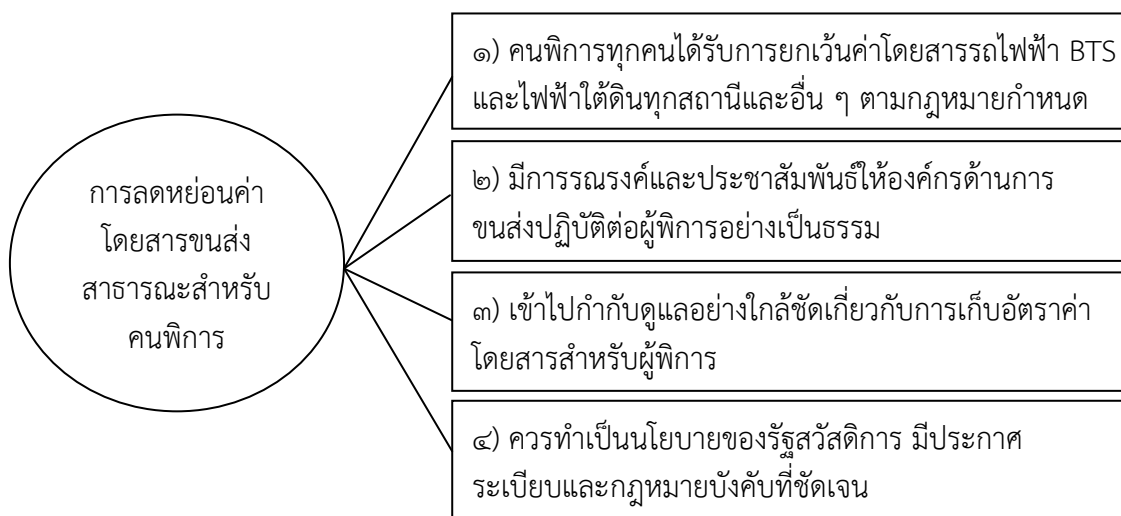 การลดหย่อนค่า
โดยสารขนส่ง
สาธารณะสำหรับ
คนพิการ
๑) คนพิการทุกคนได้รับการยกเว้นค่าโดยสารรถไฟฟ้า BTS
และไฟฟ้าใต้ดินทุกสถานีและอื่น ๆ ตามกฎหมายกำหนด
๒) มีการรณรงค์และประชาสัมพันธ์ให้องค์กรด้านการ
ขนส่งปฏิบัติต่อผู้พิการอย่างเป็นธรรม
๓) เข้าไปกำกับดูแลอย่างใกล้ชัดเกี่ยวกับการเก็บอัตราค่า
โดยสารสำหรับผู้พิการ
๔) ควรทำเป็นนโยบายของรัฐสวัสดิการ มีประกาศ
ระเบียบและกฎหมายบังคับที่ชัดเจน